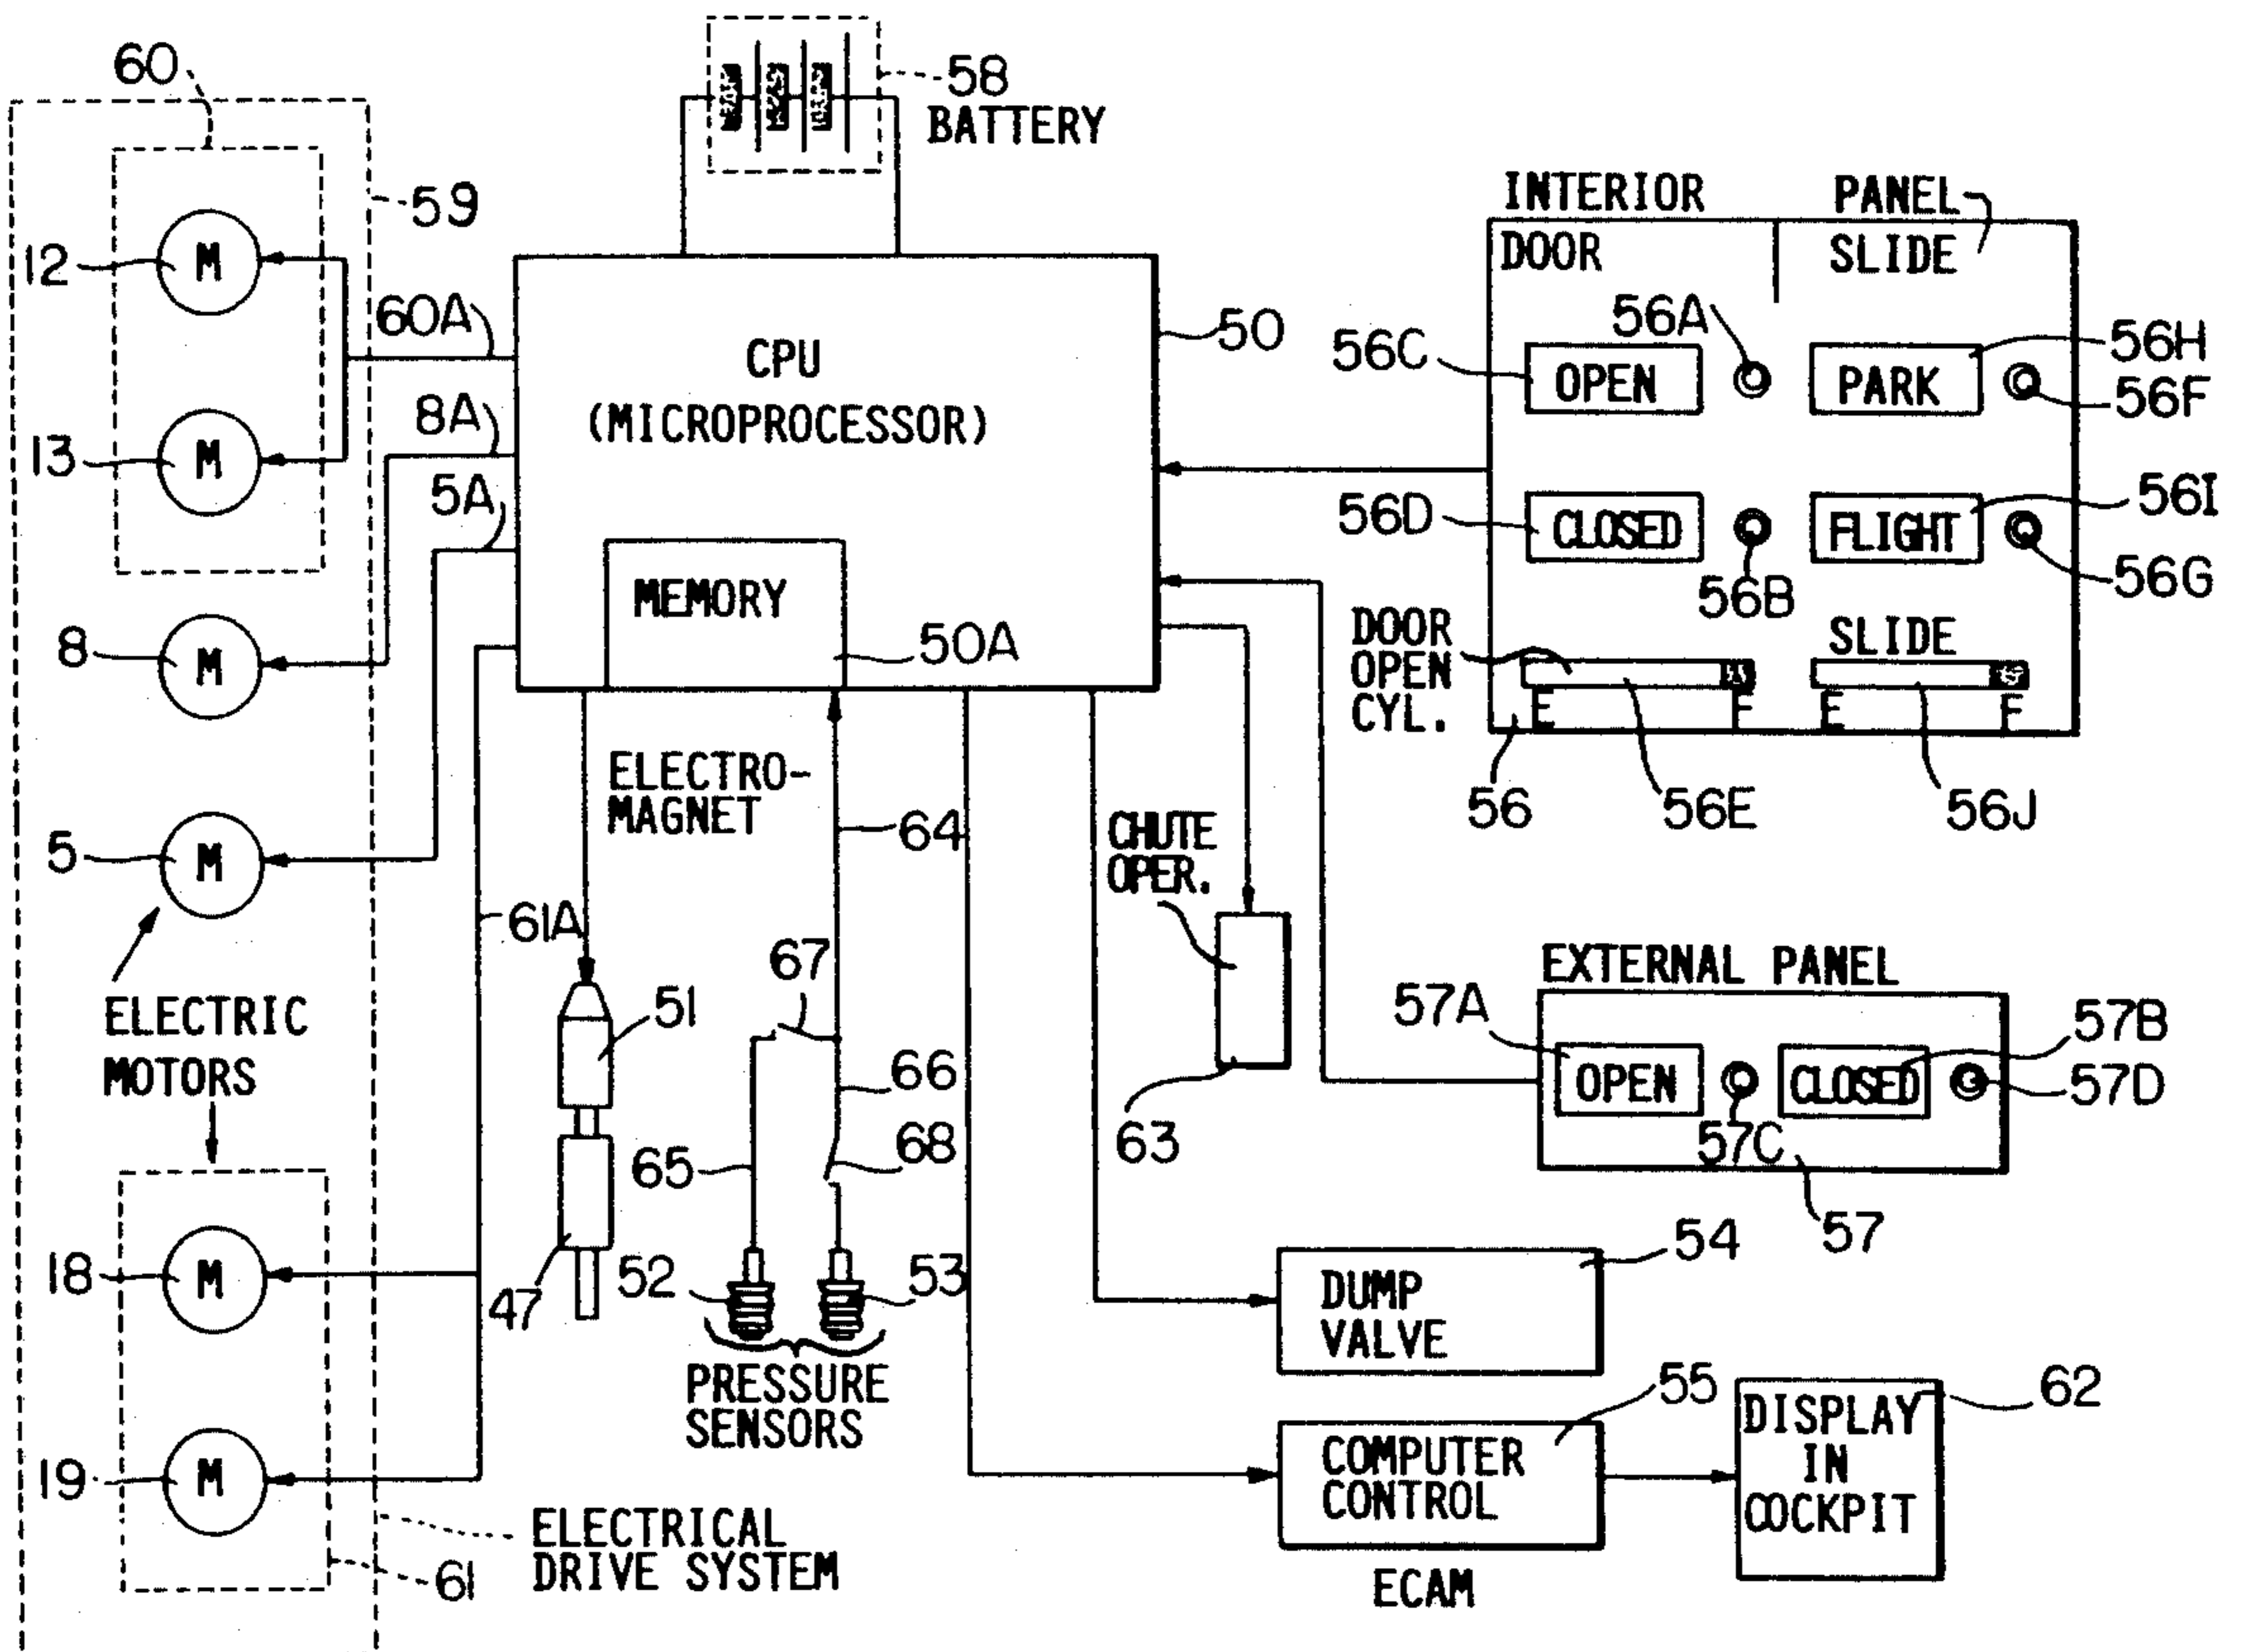 60
58
BATTERY
59
INTERIOR PANEL
DOOR SLIDE
12 M
60A
CPU
(MICROPROCESSOR)
50
56A
56C OPEN
PARK 56H
56F
13 M
8A
5A
56D CLOSED
56B
FLIGHT 56I
56G
MEMORY
50A
8 M
DOOR
OPEN
CYL.
SLIDE
E F E F
56 56E 56J
ELECTRO-
MAGNET
64
CHUTE
OPER.
5 M
61A
67
51
ELECTRIC
MOTORS
66
65
68
63
EXTERNAL PANEL
57A
OPEN
57C
CLOSED
57B
57D
57
18 M
47
52
53
PRESSURE
SENSORS
54
DUMP
VALVE
55
COMPUTER
CONTROL
ECAM
62
DISPLAY
IN
COCKPIT
19 M
ELECTRICAL
DRIVE SYSTEM
61